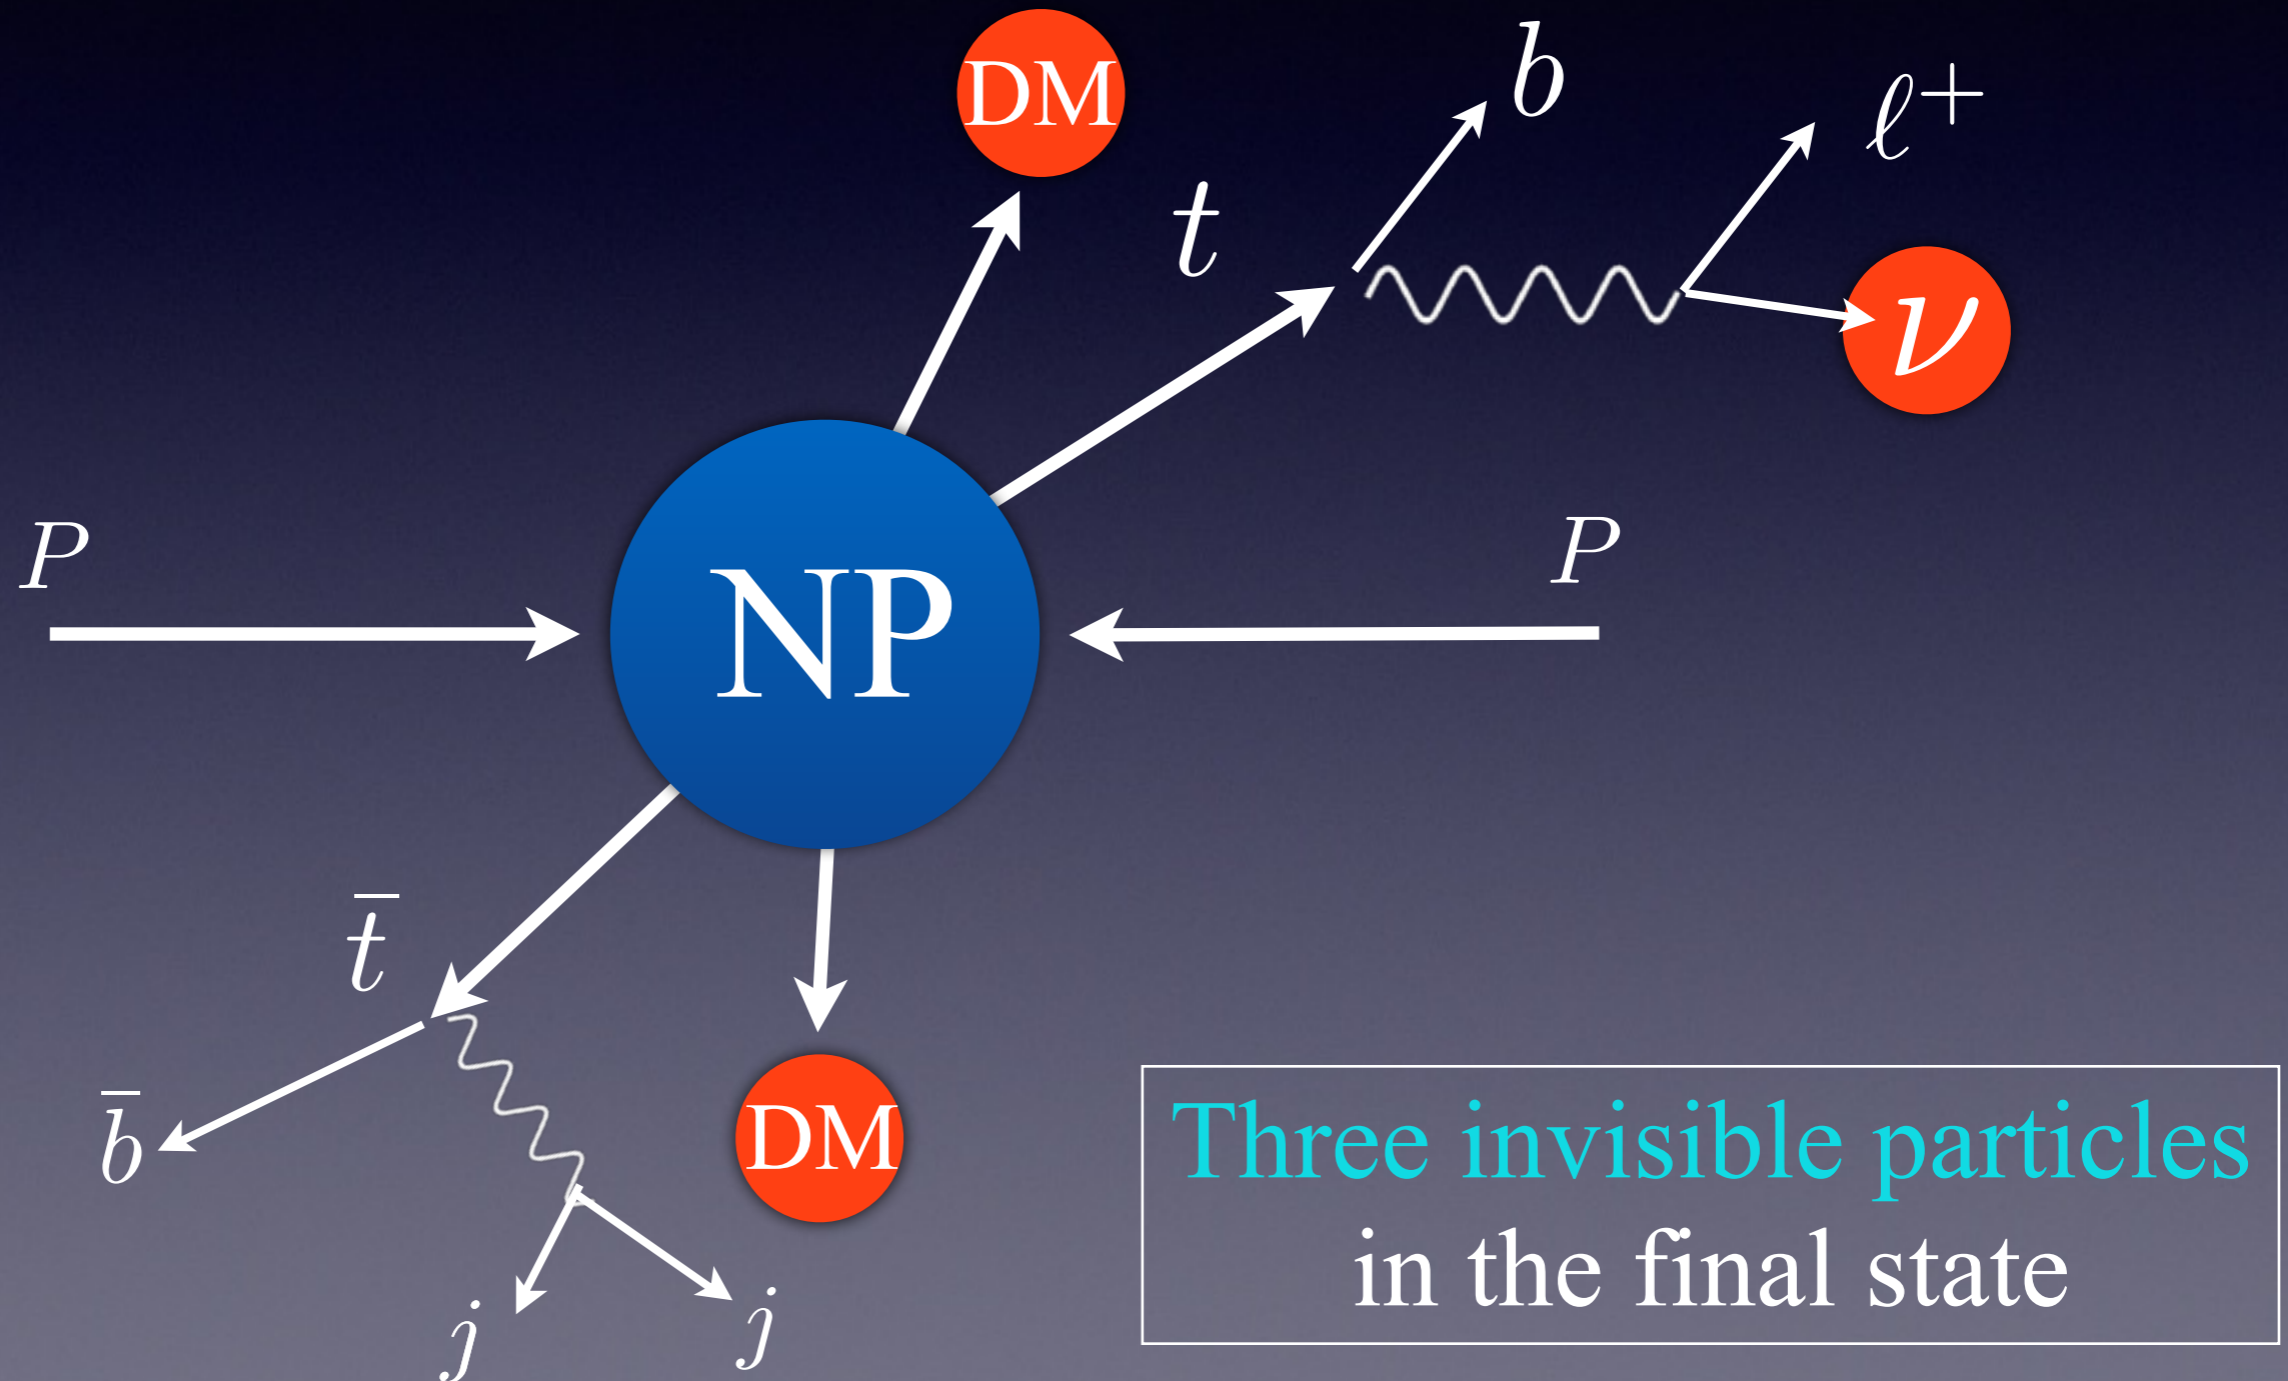 DM
b
ℓ⁺
t
ν
P
P
NP
t̄
b̄
DM
j
j
Three invisible particles
in the final state